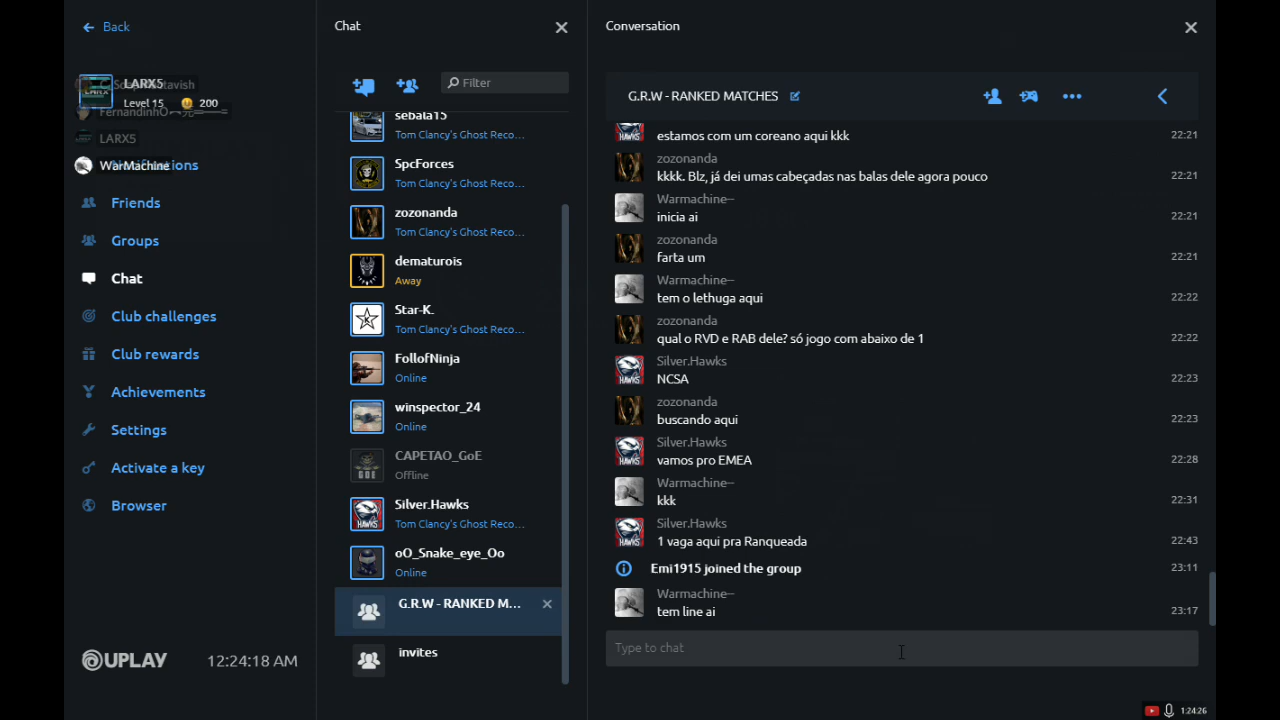 Back
LARX5
Level 15 200
LARX5
WarMachine
Notifications
Friends
Groups
Chat
Club challenges
Club rewards
Achievements
Settings
Activate a key
Browser
UPLAY 12:24:18 AM
Chat
Filter
sebala15
Tom Clancy's Ghost Reco...
SpcForces
Tom Clancy's Ghost Reco...
zozonanda
Tom Clancy's Ghost Reco...
dematurois
Away
Star-K.
Tom Clancy's Ghost Reco...
FollofNinja
Online
winspector_24
Online
CAPETAO_GoE
Offline
Silver.Hawks
Tom Clancy's Ghost Reco...
oO_Snake_eye_Oo
Online
G.R.W - RANKED M...
invites
Conversation
G.R.W - RANKED MATCHES
estamos com um coreano aqui kkk 22:21
zozonanda
kkkk. Blz, já dei umas cabeçadas nas balas dele agora pouco 22:21
Warmachine--
inicia ai 22:21
zozonanda
farta um 22:21
Warmachine--
tem o lethuga aqui 22:22
zozonanda
qual o RVD e RAB dele? só jogo com abaixo de 1 22:22
Silver.Hawks
NCSA 22:23
zozonanda
buscando aqui 22:23
Silver.Hawks
vamos pro EMEA 22:28
Warmachine--
kkk 22:31
Silver.Hawks
1 vaga aqui pra Ranqueada 22:43
Emi1915 joined the group 23:11
Warmachine--
tem line ai 23:17
Type to chat
1:24:26